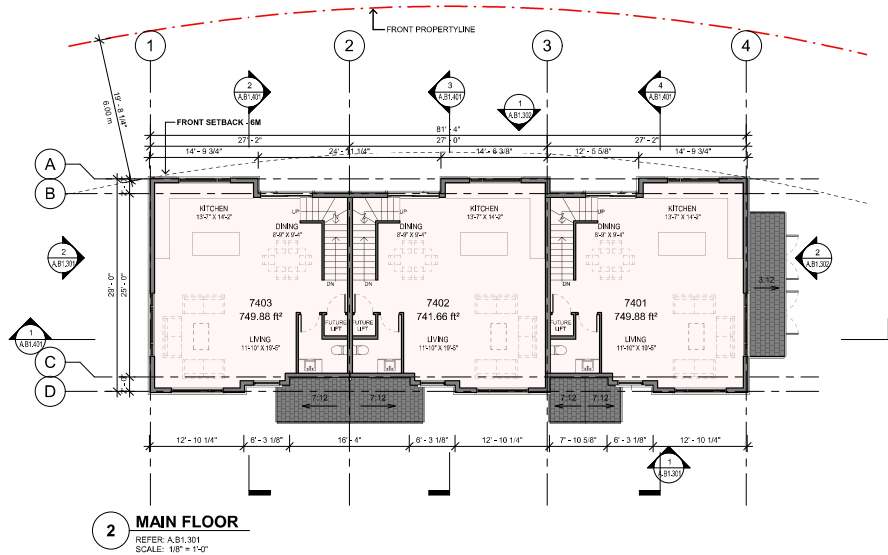 FRONT PROPERTYLINE
1
2
3
4
19' - 8 1/4"
6.00 m
2
A.B1,401
3
A.B1,401
1
A.B1,302
4
A.B1,401
FRONT SETBACK - 6M
81' - 4"
27' - 2"
27' - 0"
27' - 2"
14' - 9 3/4"
24' - 11 1/4"
14' - 6 3/8"
12' - 5 5/8"
14' - 9 3/4"
A
B
KITCHEN
13'-7" X 14'-2"
UP
UP
KITCHEN
13'-7" X 14'-2"
UP
KITCHEN
13'-7" X 14'-2"
DINING
8'-9" X 9'-4"
DINING
8'-9" X 9'-4"
DINING
8'-9" X 9'-4"
2
A.B1,301
29' - 0"
25' - 0"
DN
DN
DN
3:12
2
A.B1,302
7403
749.88 ft²
7402
741.66 ft²
7401
749.88 ft²
FUTURE
LIFT
FUTURE
LIFT
FUTURE
LIFT
1
A.B1,401
LIVING
11'-10" X 19'-5"
LIVING
11'-10" X 19'-5"
LIVING
11'-10" X 19'-5"
C
D
7:12
7:12
7:12
7:12
12' - 10 1/4"
6' - 3 1/8"
16' - 4"
6' - 3 1/8"
12' - 10 1/4"
7' - 10 5/8"
6' - 3 1/8"
12' - 10 1/4"
1
A.B1,301
2
MAIN FLOOR
REFER: A.B1,301
SCALE: 1/8" = 1'-0"